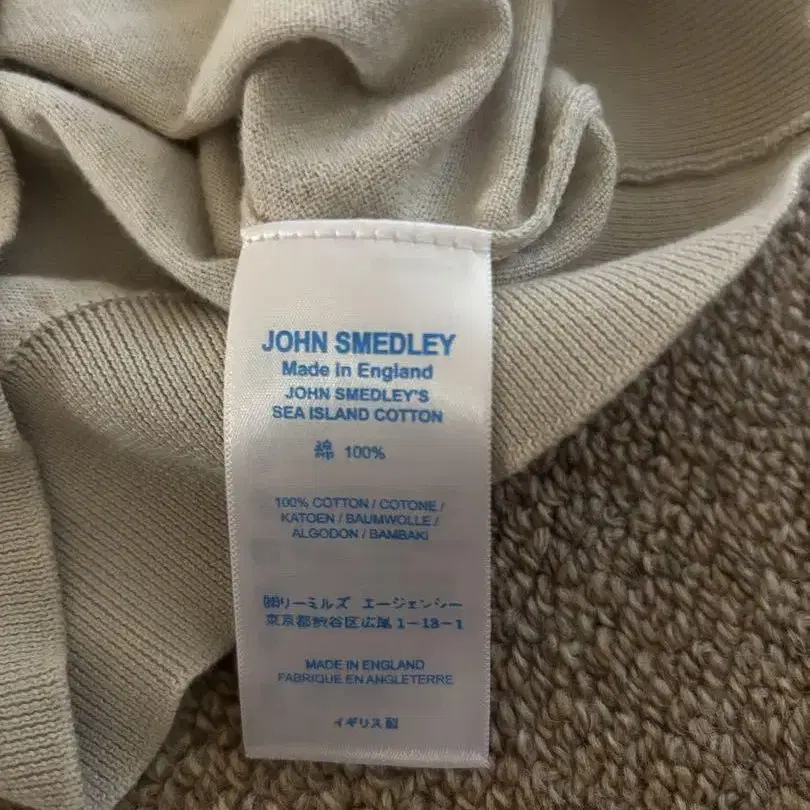 JOHN SMEDLEY
Made in England
JOHN SMEDLEY'S
SEA ISLAND COTTON
綿 100%
100% COTTON / COTONE /
KATOEN / BAUMWOLLE /
ALGODON / BAMBAKI
㈱リーミルズ エージェンシー
東京都渋谷区広尾1-13-1
MADE IN ENGLAND
FABRIQUE EN ANGLETERRE
イギリス製